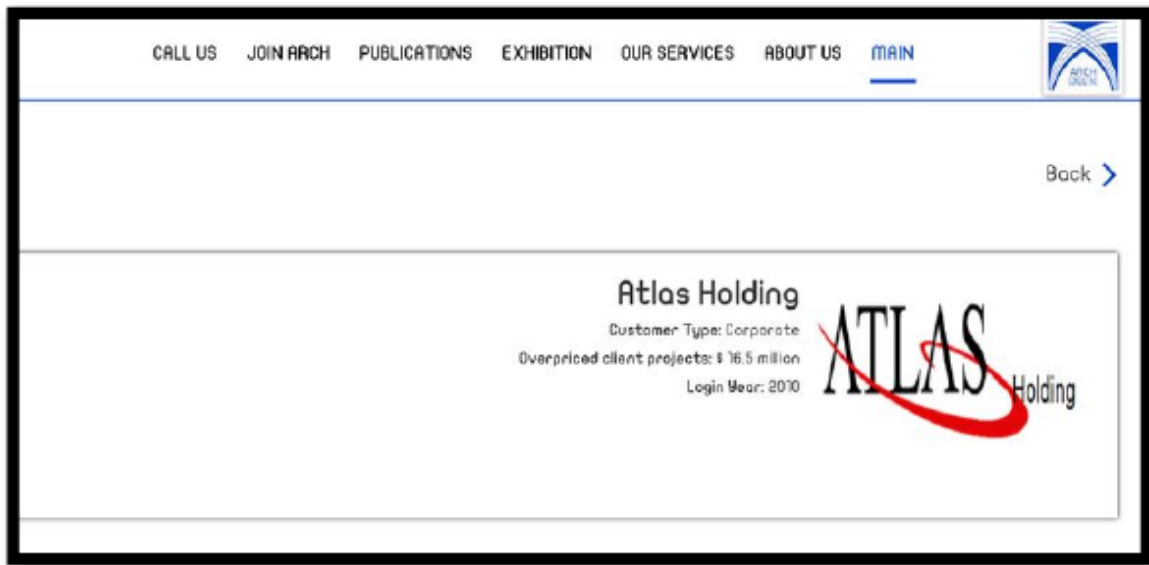 CALL US JOIN ARCH PUBLICATIONS EXHIBITION OUR SERVICES ABOUT US MAIN
ARCH
Back
Atlas Holding
Customer Type: Corporate
Overpriced client projects: $ 16.5 million
Login Year: 2010
ATLAS
Holding